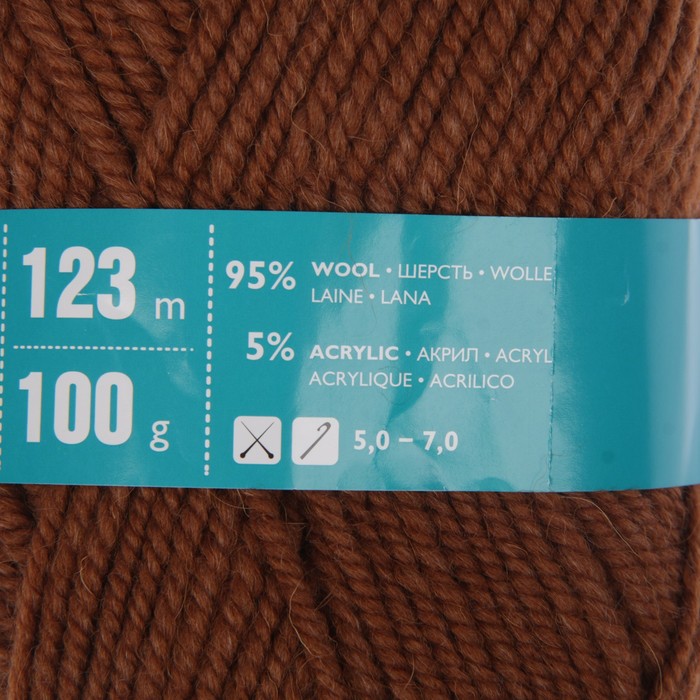 123 m
100 g
95% WOOL • ШЕРСТЬ • WOLLE
LAINE • LANA
5% ACRYLIC • АКРИЛ • ACRYL
ACRYLIQUE • ACRILICO
5,0 – 7,0